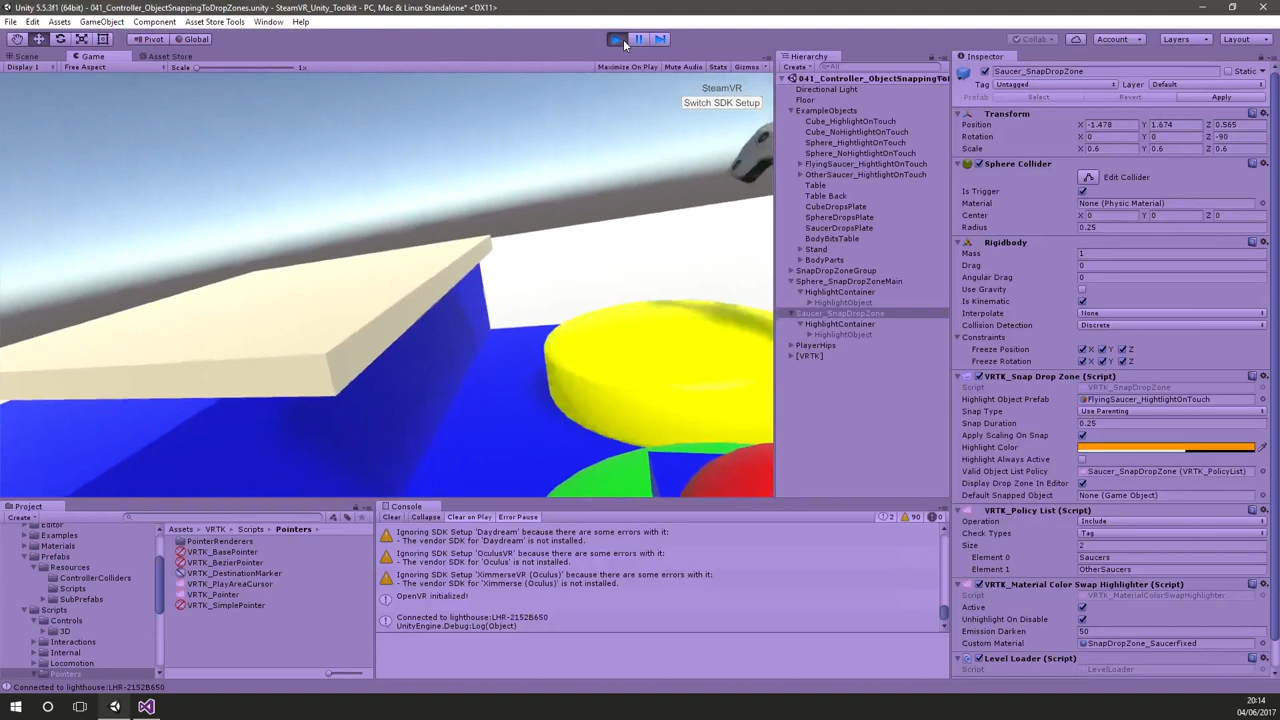 Unity 5.5.3f1 (64bit) - 041_Controller_ObjectSnappingToDropZones.unity - SteamVR_Unity_Toolkit - PC, Mac & Linux Standalone* <DX11>
File Edit Assets GameObject Component Asset Store Tools Window Help
Pivot Global Collab Account Layers Layout
Scene Game Asset Store
Display 1 Free Aspect Scale 1x Maximize On Play Mute Audio Stats Gizmos
SteamVR
Switch SDK Setup
Hierarchy
Create All
041_Controller_ObjectSnappingTo
Directional Light
Floor
ExampleObjects
Cube_HighlightOnTouch
Cube_NoHightlightOnTouch
Sphere_HightlightOnTouch
Sphere_NoHightlightOnTouch
FlyingSaucer_HightlightOnTouch
OtherSaucer_HightlightOnTouch
Table
Table Back
CubeDropsPlate
SphereDropsPlate
SaucerDropsPlate
BodyBitsTable
Stand
BodyParts
SnapDropZoneGroup
Sphere_SnapDropZoneMain
HighlightContainer
HighlightObject
Saucer_SnapDropZone
HighlightContainer
HighlightObject
PlayerHips
[VRTK]
Inspector
Saucer_SnapDropZone Static
Tag Untagged Layer Default
Prefab Select Revert Apply
Transform
Position X -1.478 Y 1.674 Z 0.565
Rotation X 0 Y 0 Z -90
Scale X 0.6 Y 0.6 Z 0.6
Sphere Collider
Edit Collider
Is Trigger
Material None (Physic Material)
Center X 0 Y 0 Z 0
Radius 0.25
Rigidbody
Mass 1
Drag 0
Angular Drag 0
Use Gravity
Is Kinematic
Interpolate None
Collision Detection Discrete
Constraints
Freeze Position X Y Z
Freeze Rotation X Y Z
VRTK_Snap Drop Zone (Script)
Script VRTK_SnapDropZone
Highlight Object Prefab FlyingSaucer_HightlightOnTouch
Snap Type Use Parenting
Snap Duration 0.25
Apply Scaling On Snap
Highlight Color
Highlight Always Active
Valid Object List Policy Saucer_SnapDropZone (VRTK_PolicyList)
Display Drop Zone In Editor
Default Snapped Object None (Game Object)
VRTK_Policy List (Script)
Operation Include
Check Types Tag
Size 2
Element 0 Saucers
Element 1 OtherSaucers
VRTK_Material Color Swap Highlighter (Script)
Script VRTK_MaterialColorSwapHighlighter
Active
Unhighlight On Disable
Emission Darken 50
Custom Material SnapDropZone_SaucerFixed
Level Loader (Script)
Script LevelLoader
Project
Create
Editor
Examples
Materials
Prefabs
Resources
ControllerColliders
Scripts
SubPrefabs
Scripts
Controls
3D
Interactions
Internal
Locomotion
Pointers
Assets VRTK Scripts Pointers
PointerRenderers
VRTK_BasePointer
VRTK_BezierPointer
VRTK_DestinationMarker
VRTK_PlayAreaCursor
VRTK_Pointer
VRTK_SimplePointer
Console
Clear Collapse Clear on Play Error Pause 2 90 0
Ignoring SDK Setup 'Daydream' because there are some errors with it:
- The vendor SDK for 'Daydream' is not installed.
Ignoring SDK Setup 'OculusVR' because there are some errors with it:
- The vendor SDK for 'Oculus' is not installed.
Ignoring SDK Setup 'XimmerseVR (Oculus)' because there are some errors with it:
- The vendor SDK for 'Ximmerse (Oculus)' is not installed.
OpenVR initialized!
Connected to lighthouse:LHR-2152B650
UnityEngine.Debug:Log(Object)
Connected to lighthouse:LHR-2152B650
20:14
04/06/2017